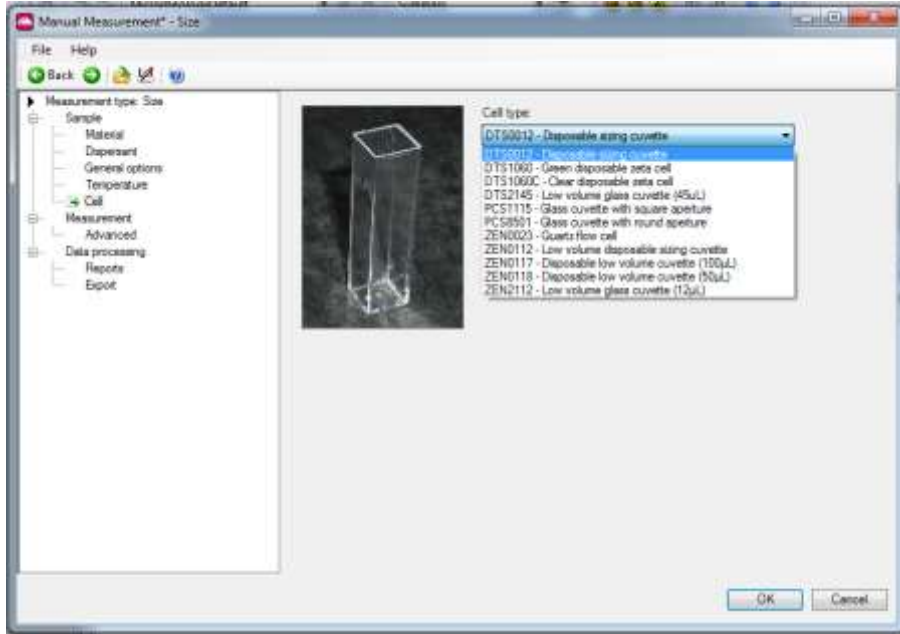 Manual Measurement* - Size
File Help
Back
Measurement type: Size
Sample
Material
Dispersant
General options
Temperature
Cell
Measurement
Advanced
Data processing
Reports
Export
Cell type:
DTS0012 - Disposable sizing cuvette
DTS0012 - Disposable sizing cuvette
DTS1060 - Green disposable zeta cell
DTS1060C - Clear disposable zeta cell
DTS2145 - Low volume glass cuvette (45uL)
PCS1115 - Glass cuvette with square aperture
PCS8501 - Glass cuvette with round aperture
ZEN0023 - Quartz flow cell
ZEN0112 - Low volume disposable sizing cuvette
ZEN0117 - Disposable low volume cuvette (100µL)
ZEN0118 - Disposable low volume cuvette (50µL)
ZEN2112 - Low volume glass cuvette (12µL)
OK Cancel